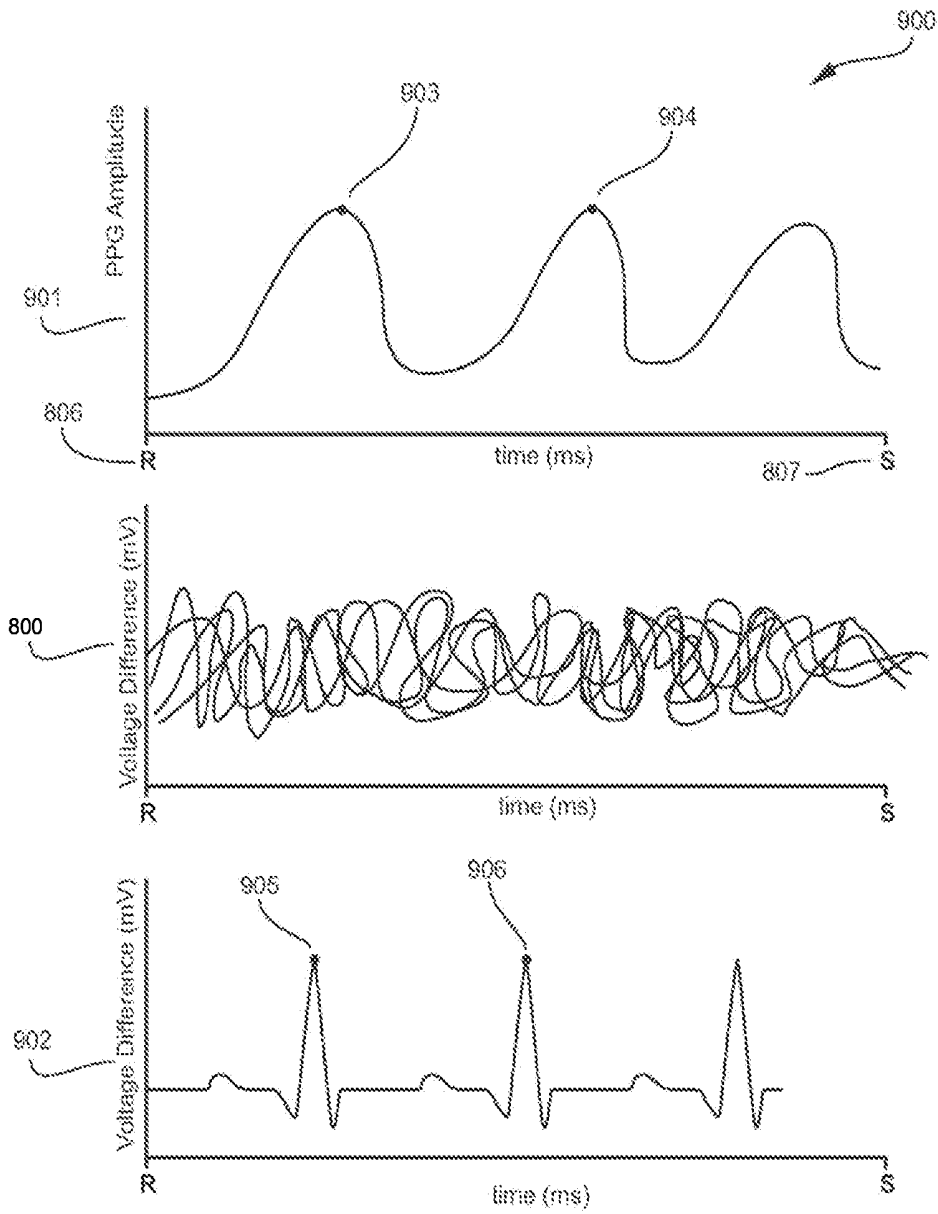 900
903
904
PPG Amplitude
901
806
R
time (ms)
807
S
Voltage Difference (mV)
800
R
time (ms)
S
905
906
Voltage Difference (mV)
902
R
time (ms)
S